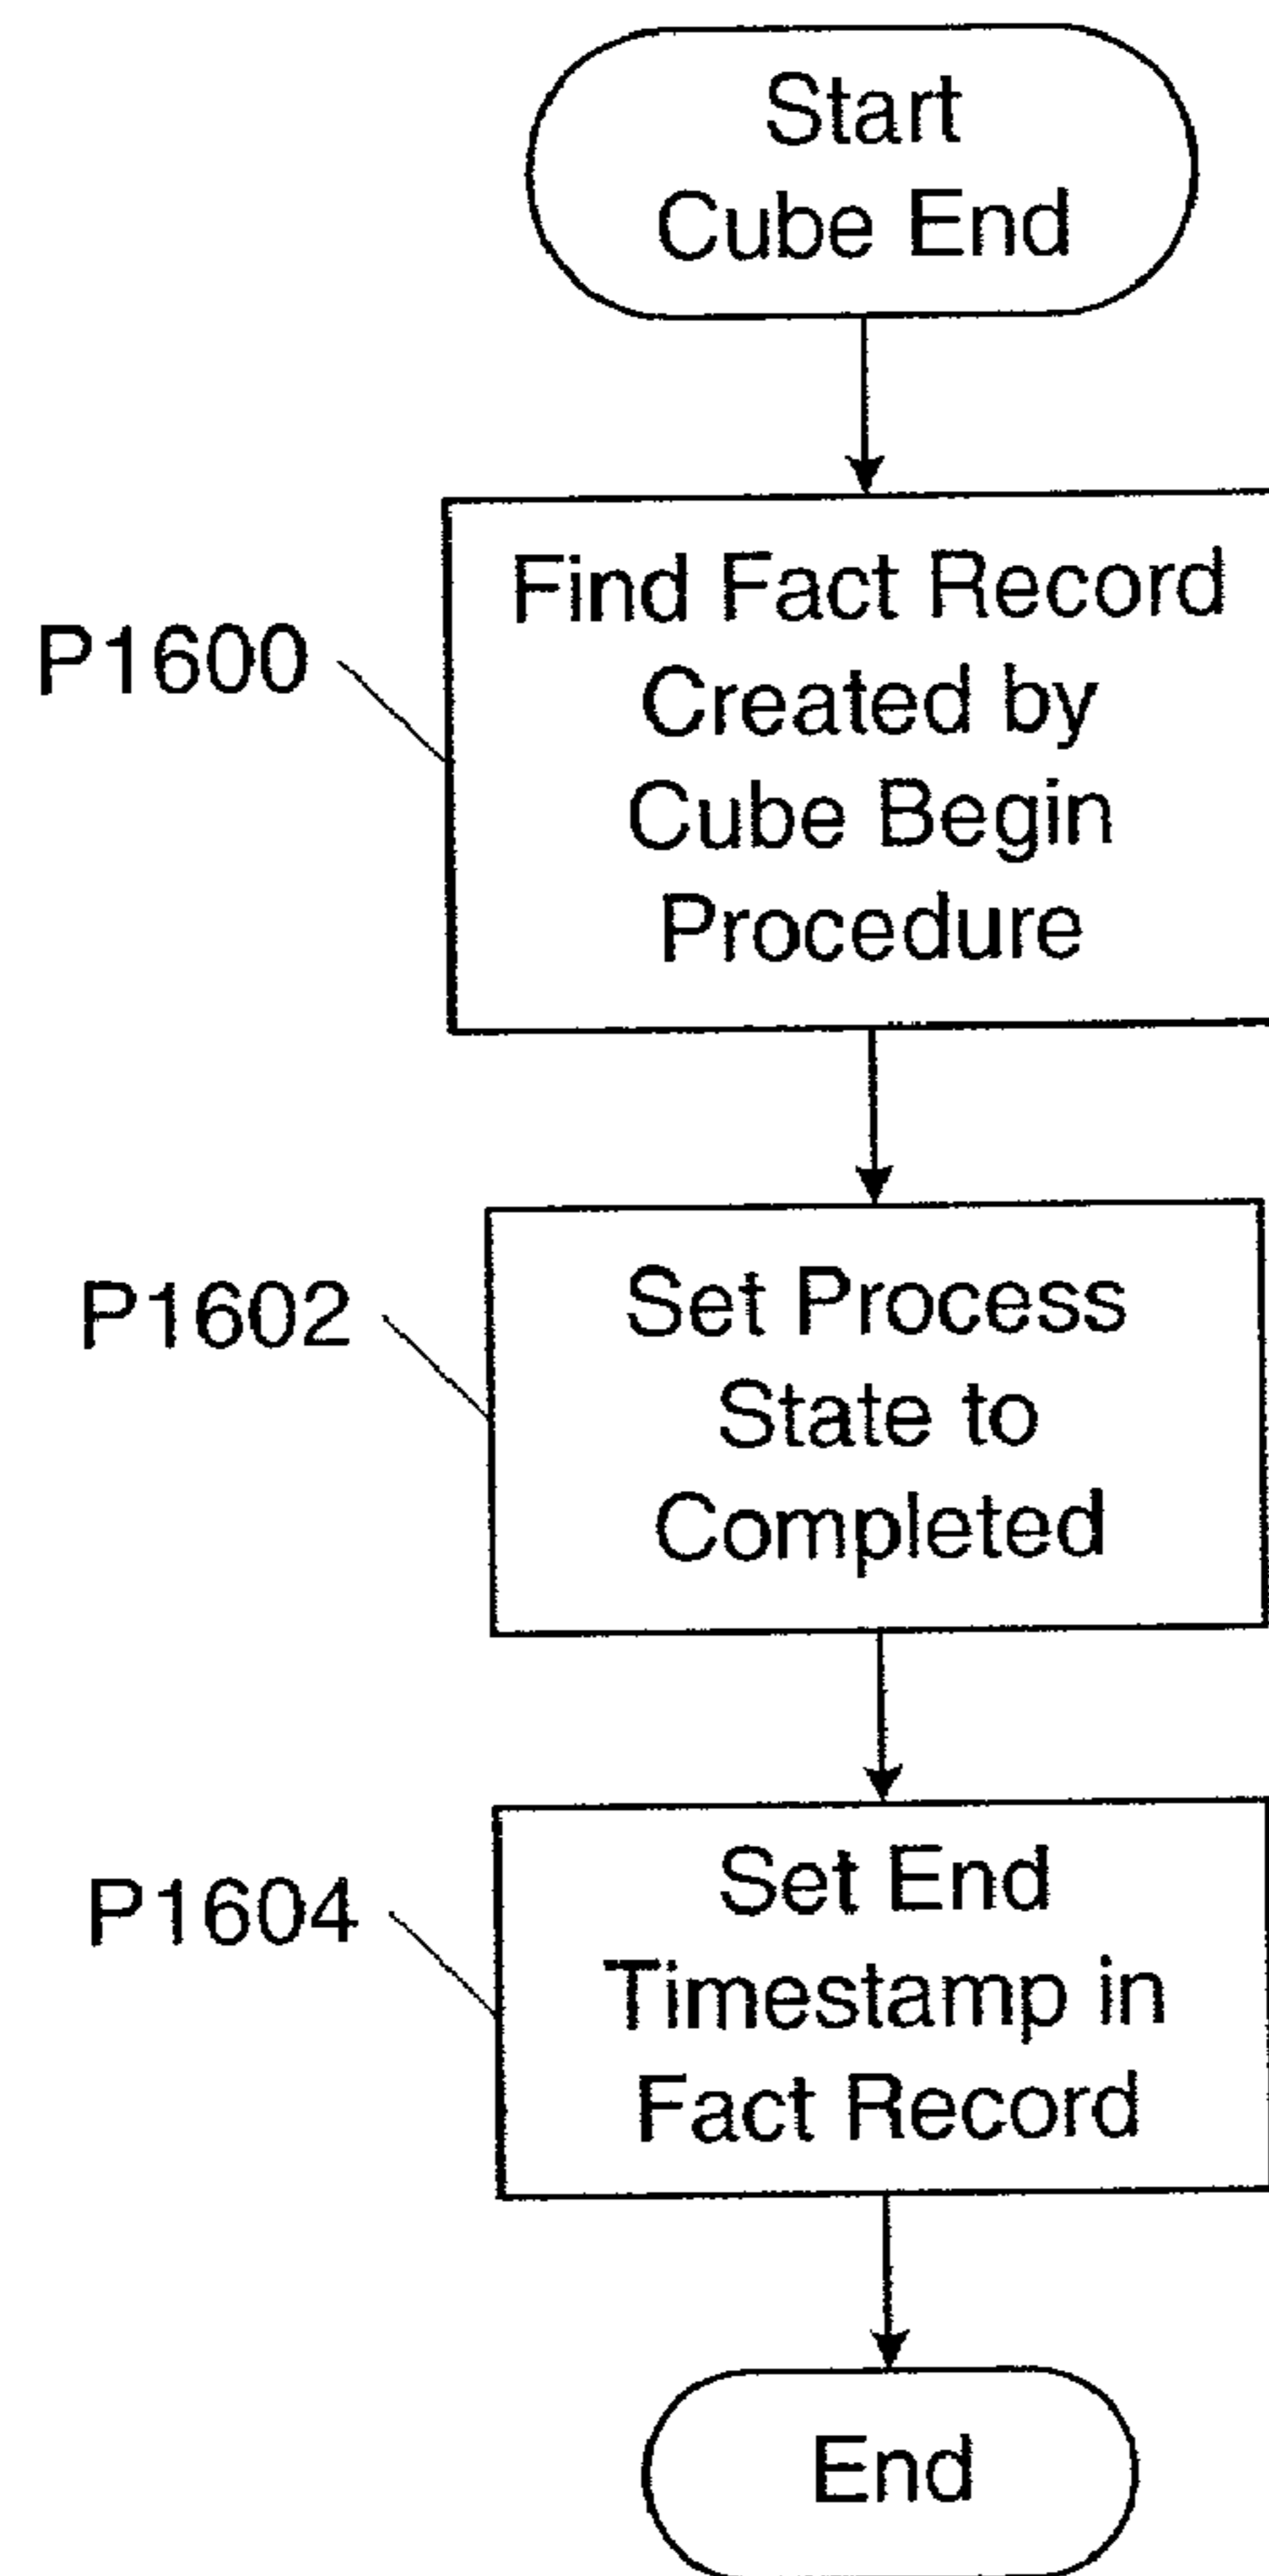 Start
Cube End
P1600
Find Fact Record
Created by
Cube Begin
Procedure
P1602
Set Process
State to
Completed
P1604
Set End
Timestamp in
Fact Record
End